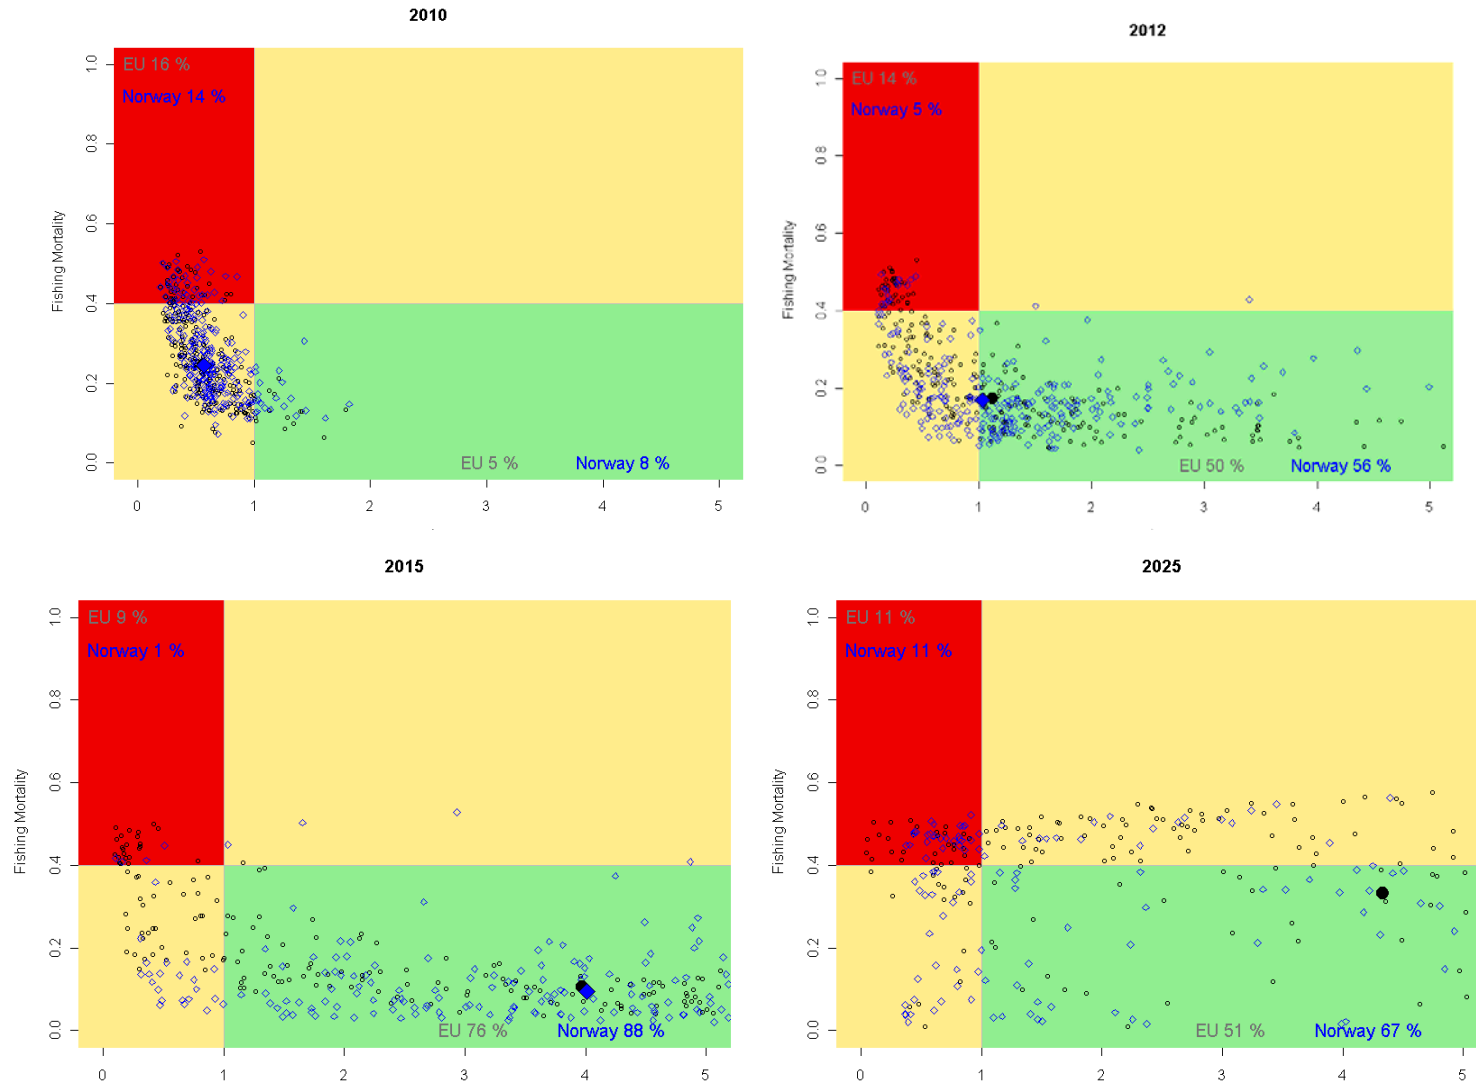 2010
1.0
0.8
0.6
0.4
0.2
0.0
Fishing Mortality
EU 16 %
Norway 14 %
EU 5 %
Norway 8 %
0 1 2 3 4 5
2012
1.0
0.8
0.6
0.4
0.2
0.0
Fishing Mortality
EU 14 %
Norway 5 %
EU 50 %
Norway 56 %
0 1 2 3 4 5
2015
1.0
0.8
0.6
0.4
0.2
0.0
Fishing Mortality
EU 9 %
Norway 1 %
EU 76 %
Norway 88 %
0 1 2 3 4 5
2025
1.0
0.8
0.6
0.4
0.2
0.0
Fishing Mortality
EU 11 %
Norway 11 %
EU 51 %
Norway 67 %
0 1 2 3 4 5